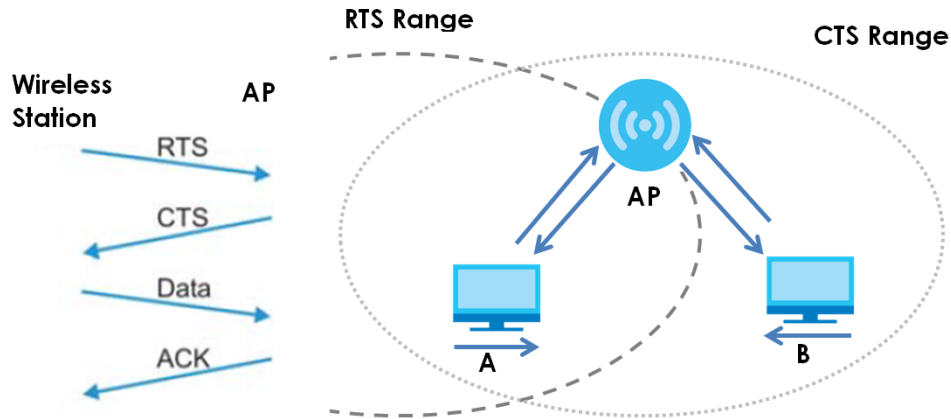 RTS Range
CTS Range
Wireless
Station
AP
RTS
CTS
Data
ACK
AP
A
B